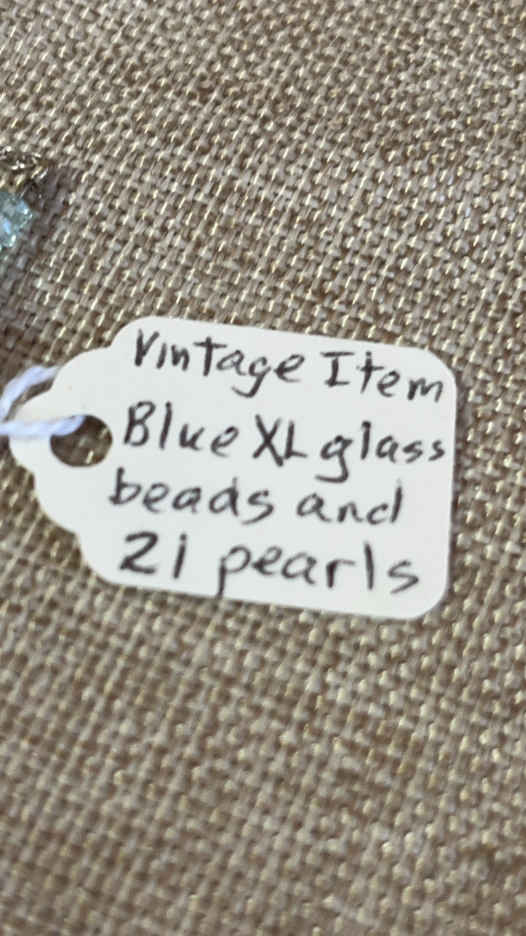 Vintage Item
Blue XL glass
beads and
21 pearls